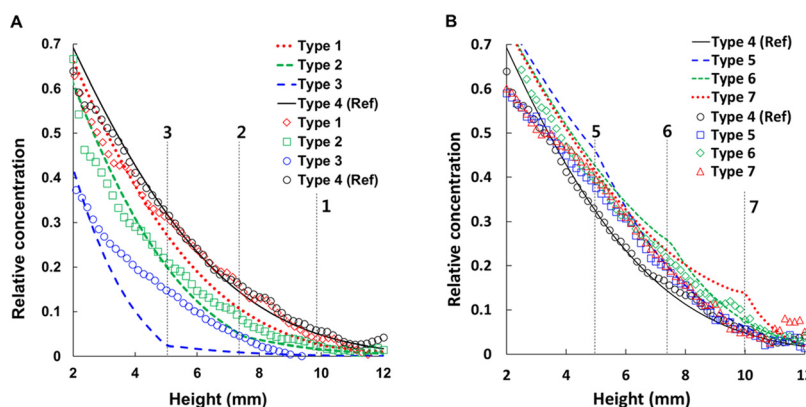 A
0.7
0.6
0.5
0.4
0.3
0.2
0.1
0
2
4
6
8
10
12
Relative concentration
Height (mm)
3
2
1
Type 1
Type 2
Type 3
Type 4 (Ref)
Type 1
Type 2
Type 3
Type 4 (Ref)
B
0.7
0.6
0.5
0.4
0.3
0.2
0.1
0
2
4
6
8
10
12
Relative concentration
Height (mm)
5
6
7
Type 4 (Ref)
Type 5
Type 6
Type 7
Type 4 (Ref)
Type 5
Type 6
Type 7